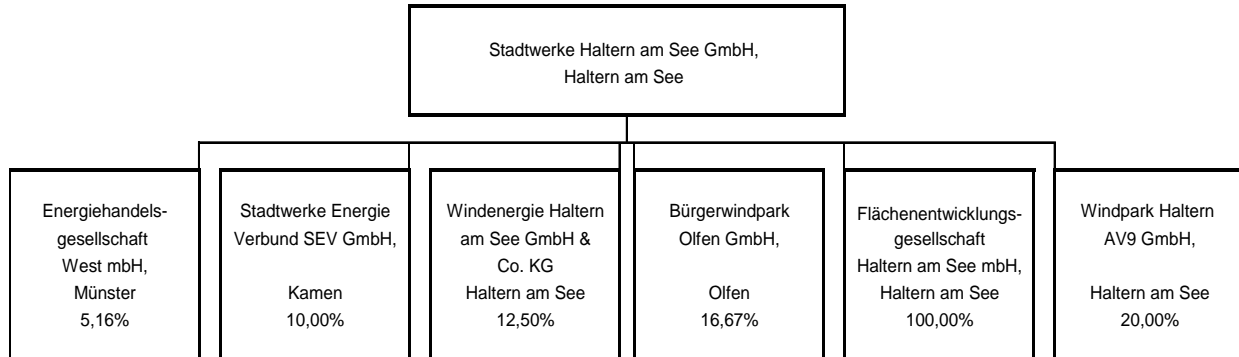 Stadtwerke Haltern am See GmbH,
Haltern am See
Energiehandels-
gesellschaft
West mbH,
Münster
5,16%
Stadtwerke Energie
Verbund SEV GmbH,
Kamen
10,00%
Windenergie Haltern
am See GmbH &
Co. KG
Haltern am See
12,50%
Bürgerwindpark
Olfen GmbH,
Olfen
16,67%
Flächenentwicklungs-
gesellschaft
Haltern am See mbH,
Haltern am See
100,00%
Windpark Haltern
AV9 GmbH,
Haltern am See
20,00%